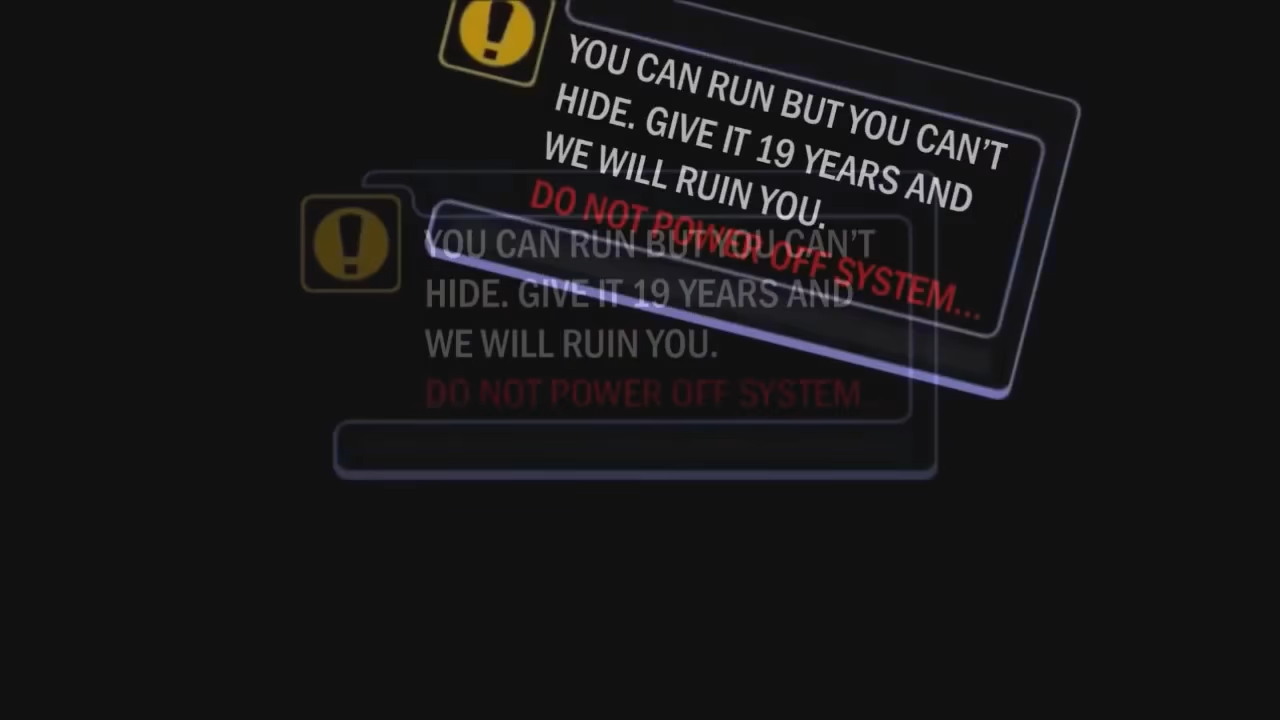 YOU CAN RUN BUT YOU CAN'T
HIDE. GIVE IT 19 YEARS AND
WE WILL RUIN YOU.
DO NOT POWER OFF SYSTEM...
YOU CAN RUN BUT YOU CAN'T
HIDE. GIVE IT 19 YEARS AND
WE WILL RUIN YOU.
DO NOT POWER OFF SYSTEM...